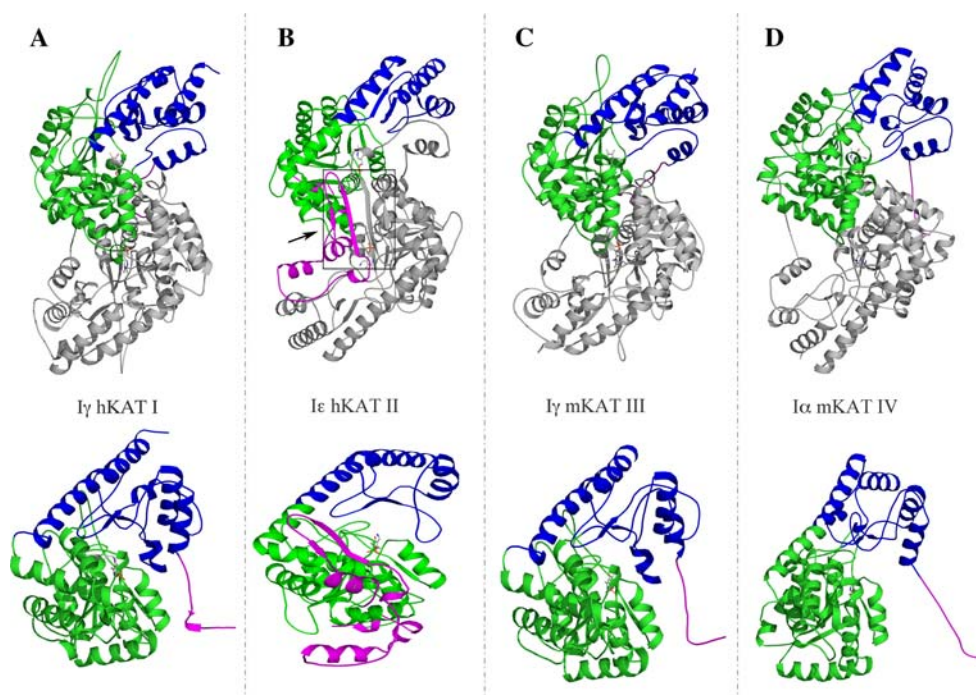 A
B
C
D
Iγ hKAT I
Iε hKAT II
Iγ mKAT III
Iα mKAT IV